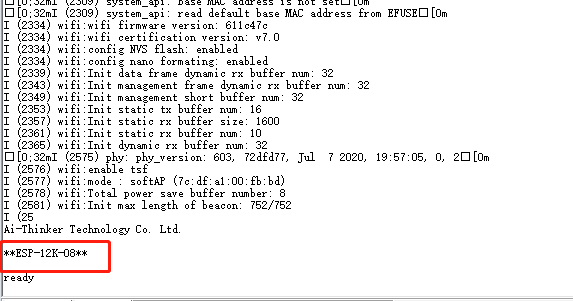 □[0;32mI (2309) system_api: Base MAC address is not set□[0m
□[0;32mI (2309) system_api: read default base MAC address from EFUSE□[0m
I (2334) wifi:wifi firmware version: 611c47c
I (2334) wifi:wifi certification version: v7.0
I (2334) wifi:config NVS flash: enabled
I (2334) wifi:config nano formating: enabled
I (2339) wifi:Init data frame dynamic rx buffer num: 32
I (2343) wifi:Init management frame dynamic rx buffer num: 32
I (2349) wifi:Init management short buffer num: 32
I (2353) wifi:Init static tx buffer num: 16
I (2357) wifi:Init static rx buffer size: 1600
I (2361) wifi:Init static rx buffer num: 10
I (2365) wifi:Init dynamic rx buffer num: 32
□[0;32mI (2575) phy: phy_version: 603, 72dfd77, Jul  7 2020, 19:57:05, 0, 2□[0m
I (2576) wifi:enable tsf
I (2577) wifi:mode : softAP (7c:df:a1:00:fb:bd)
I (2578) wifi:Total power save buffer number: 8
I (2581) wifi:Init max length of beacon: 752/752
I (25
Ai-Thinker Technology Co. Ltd.
**ESP-12K-08**
ready